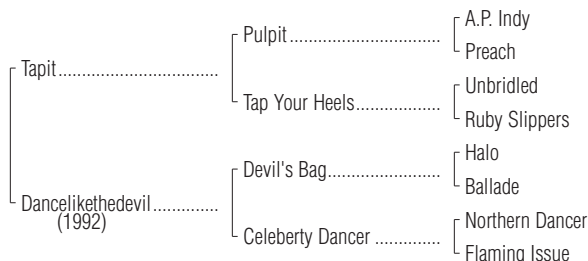 A.P. Indy
Pulpit
Preach
Tapit
Unbridled
Tap Your Heels
Ruby Slippers
Halo
Devil's Bag
Ballade
Dancelikethedevil
(1992)
Northern Dancer
Celeberty Dancer
Flaming Issue